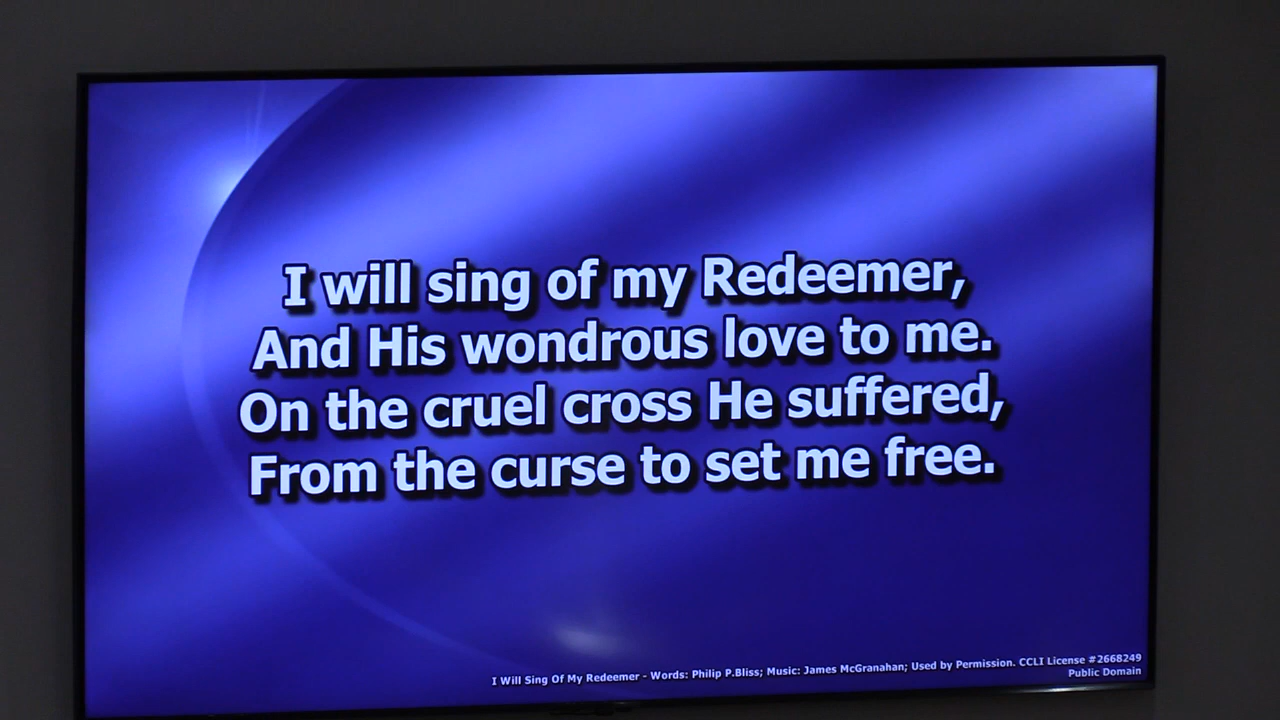 I will sing of my Redeemer,
And His wondrous love to me.
On the cruel cross He suffered,
From the curse to set me free.
I Will Sing Of My Redeemer - Words: Philip P.Bliss; Music: James McGranahan; Used by Permission. CCLI License #2668249
Public Domain